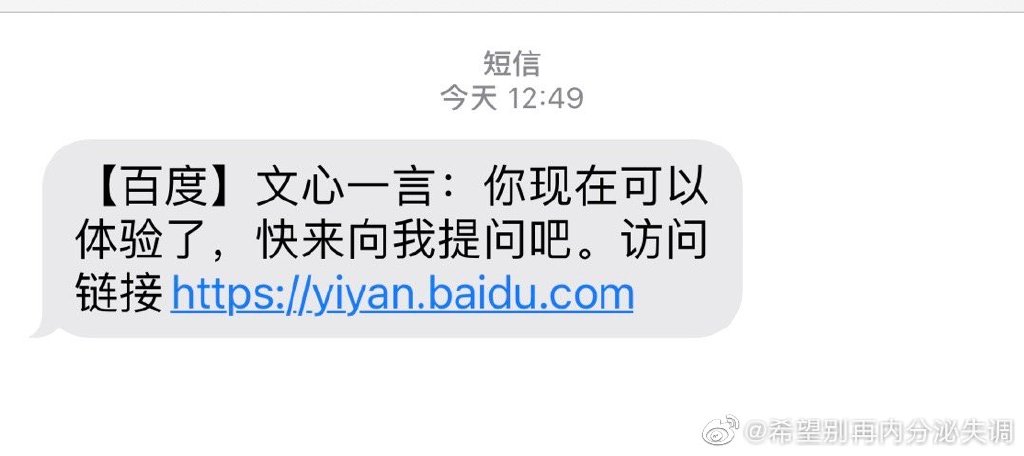 短信
今天 12:49
【百度】文心一言：你现在可以
体验了，快来向我提问吧。访问
链接 https://yiyan.baidu.com
@希望别再内分泌失调